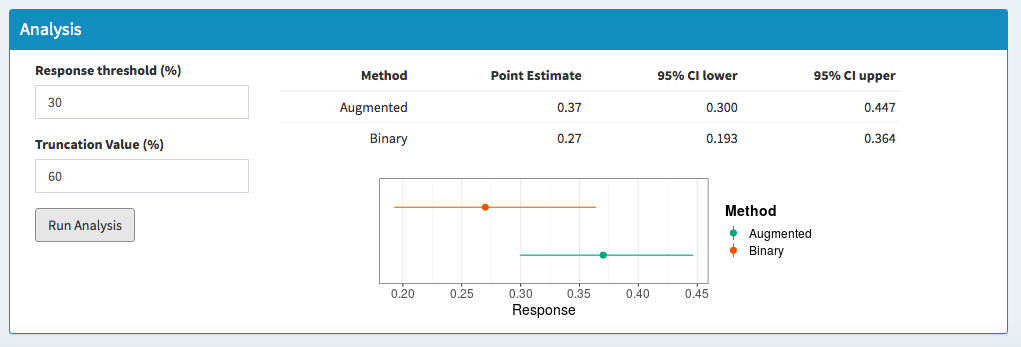 Analysis
Response threshold (%)
30
Truncation Value (%)
60
Run Analysis
Method Point Estimate 95% CI lower 95% CI upper
Augmented 0.37 0.300 0.447
Binary 0.27 0.193 0.364
0.20 0.25 0.30 0.35 0.40 0.45
Response
Method
Augmented
Binary